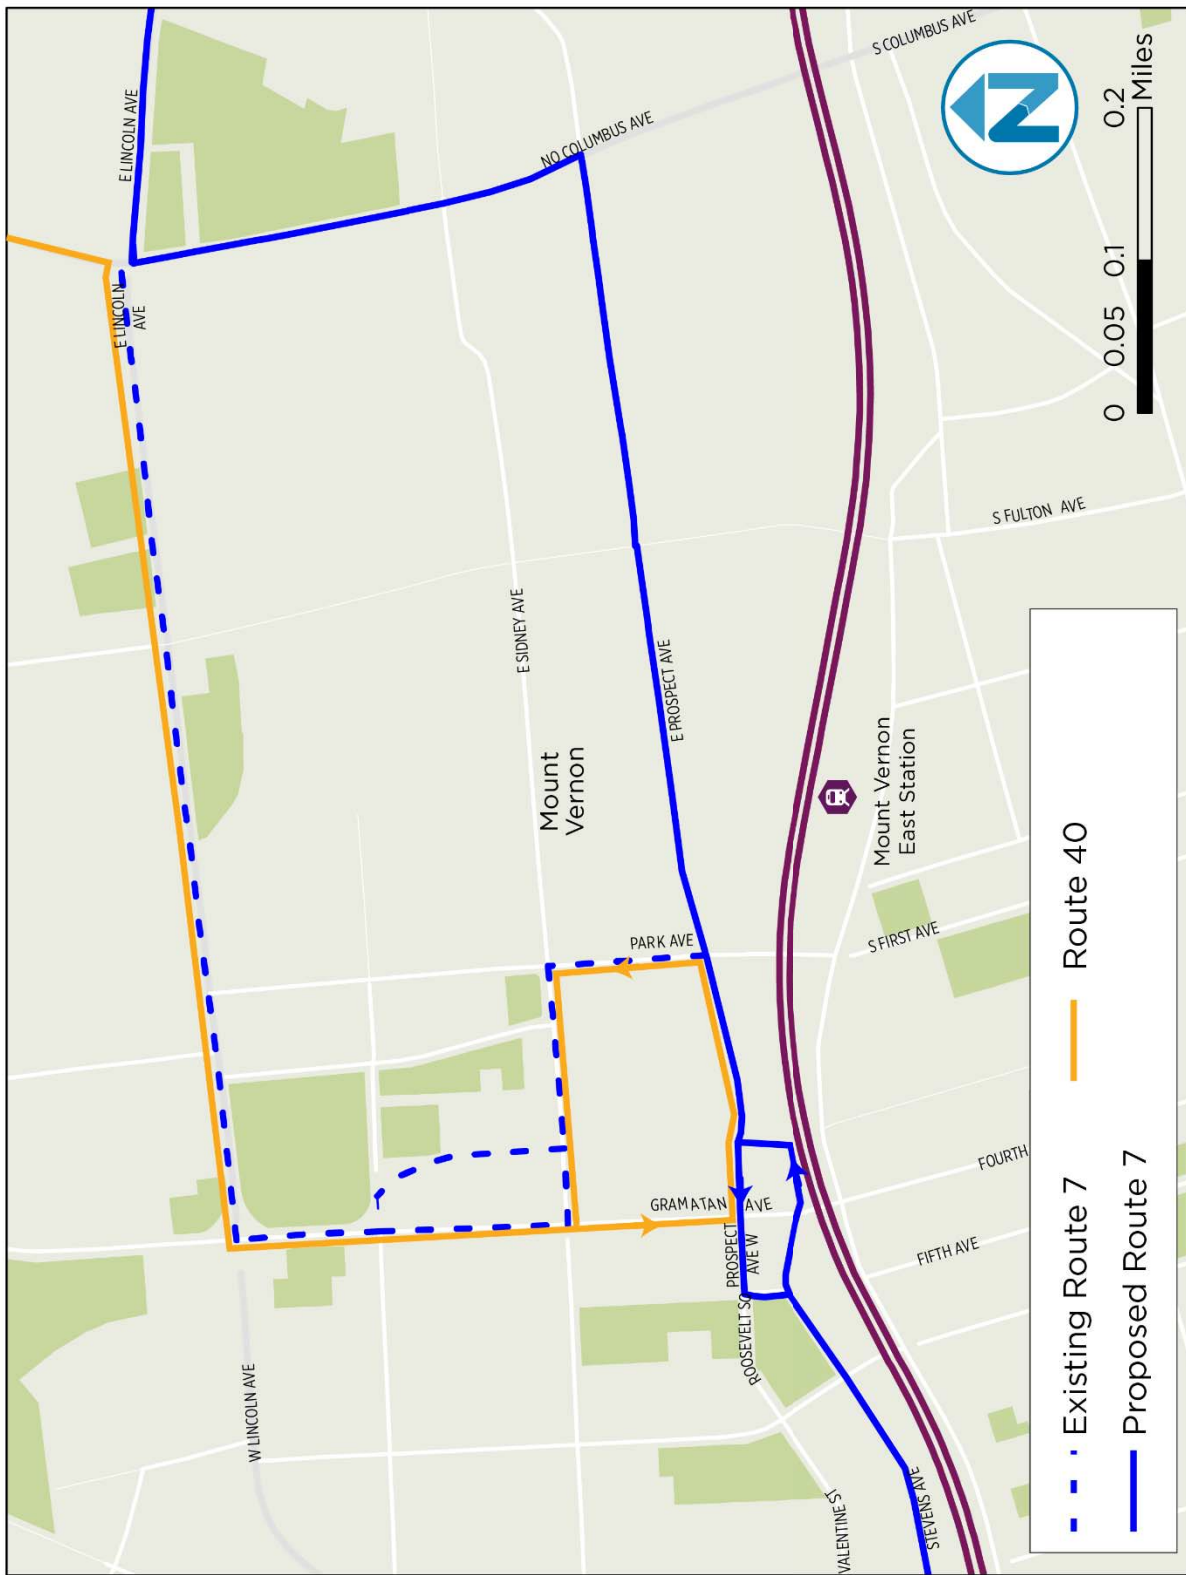 E LINCOLN AVE
S COLUMBUS AVE
NO COLUMBUS AVE
E LINCOLN
AVE
N
0
0.05
0.1
0.2
Miles
S FULTON AVE
E SIDNEY AVE
E PROSPECT AVE
Mount
Vernon
Mount Vernon
East Station
PARK AVE
S FIRST AVE
GRAMATAN AVE
FOURTH
PROSPECT
AVE W
FIFTH AVE
ROOSEVELT SQ
W LINCOLN AVE
VALENTINE ST
STEVENS AVE
Existing Route 7
Route 40
Proposed Route 7